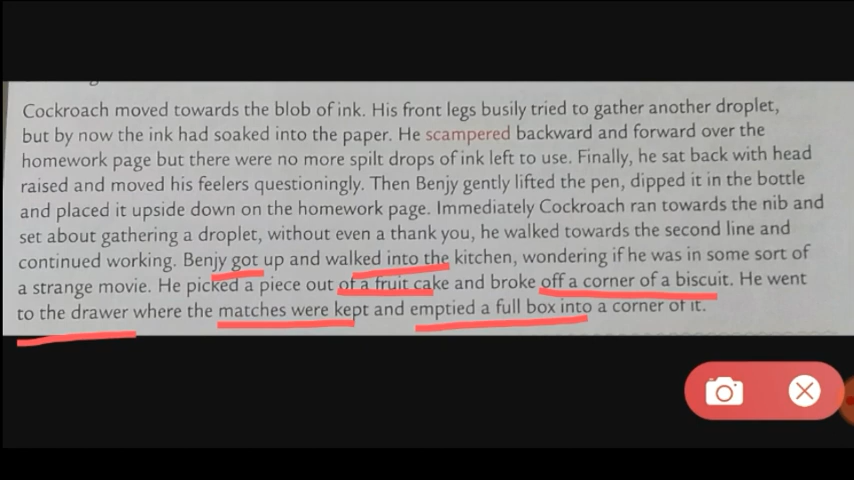 Cockroach moved towards the blob of ink. His front legs busily tried to gather another droplet,
but by now the ink had soaked into the paper. He scampered backward and forward over the
homework page but there were no more spilt drops of ink left to use. Finally, he sat back with head
raised and moved his feelers questioningly. Then Benjy gently lifted the pen, dipped it in the bottle
and placed it upside down on the homework page. Immediately Cockroach ran towards the nib and
set about gathering a droplet, without even a thank you, he walked towards the second line and
continued working. Benjy got up and walked into the kitchen, wondering if he was in some sort of
a strange movie. He picked a piece out of a fruit cake and broke off a corner of a biscuit. He went
to the drawer where the matches were kept and emptied a full box into a corner of it.